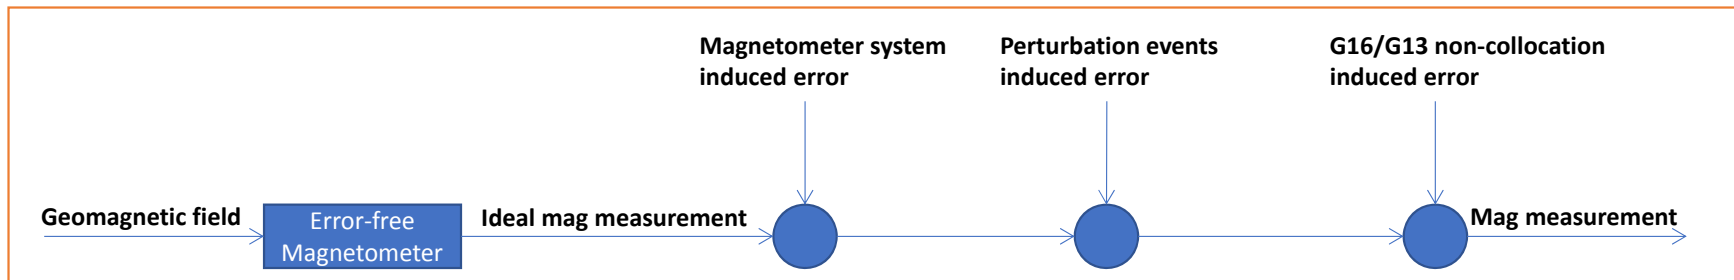 Magnetometer system
induced error
Perturbation events
induced error
G16/G13 non-collocation
induced error
Geomagnetic field
Error-free
Magnetometer
Ideal mag measurement
Mag measurement